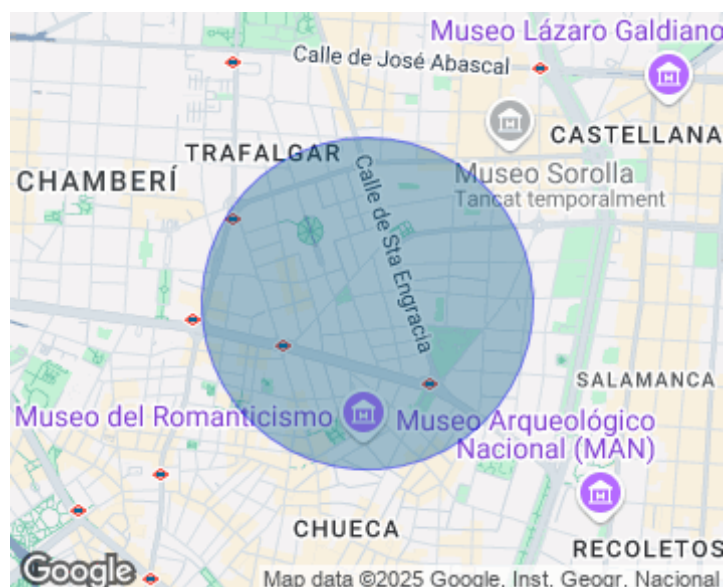 Museo Lázaro Galdiano
Calle de José Abascal
CASTELLANA
TRAFALGAR
CHAMBERÍ
Museo Sorolla
Tancat temporalment
Calle de Sta Engracia
SALAMANCA
Museo del Romanticismo
Museo Arqueológico
Nacional (MAN)
CHUECA
RECOLETOS
Google
Map data ©2025 Google, Inst. Geogr. Nacional